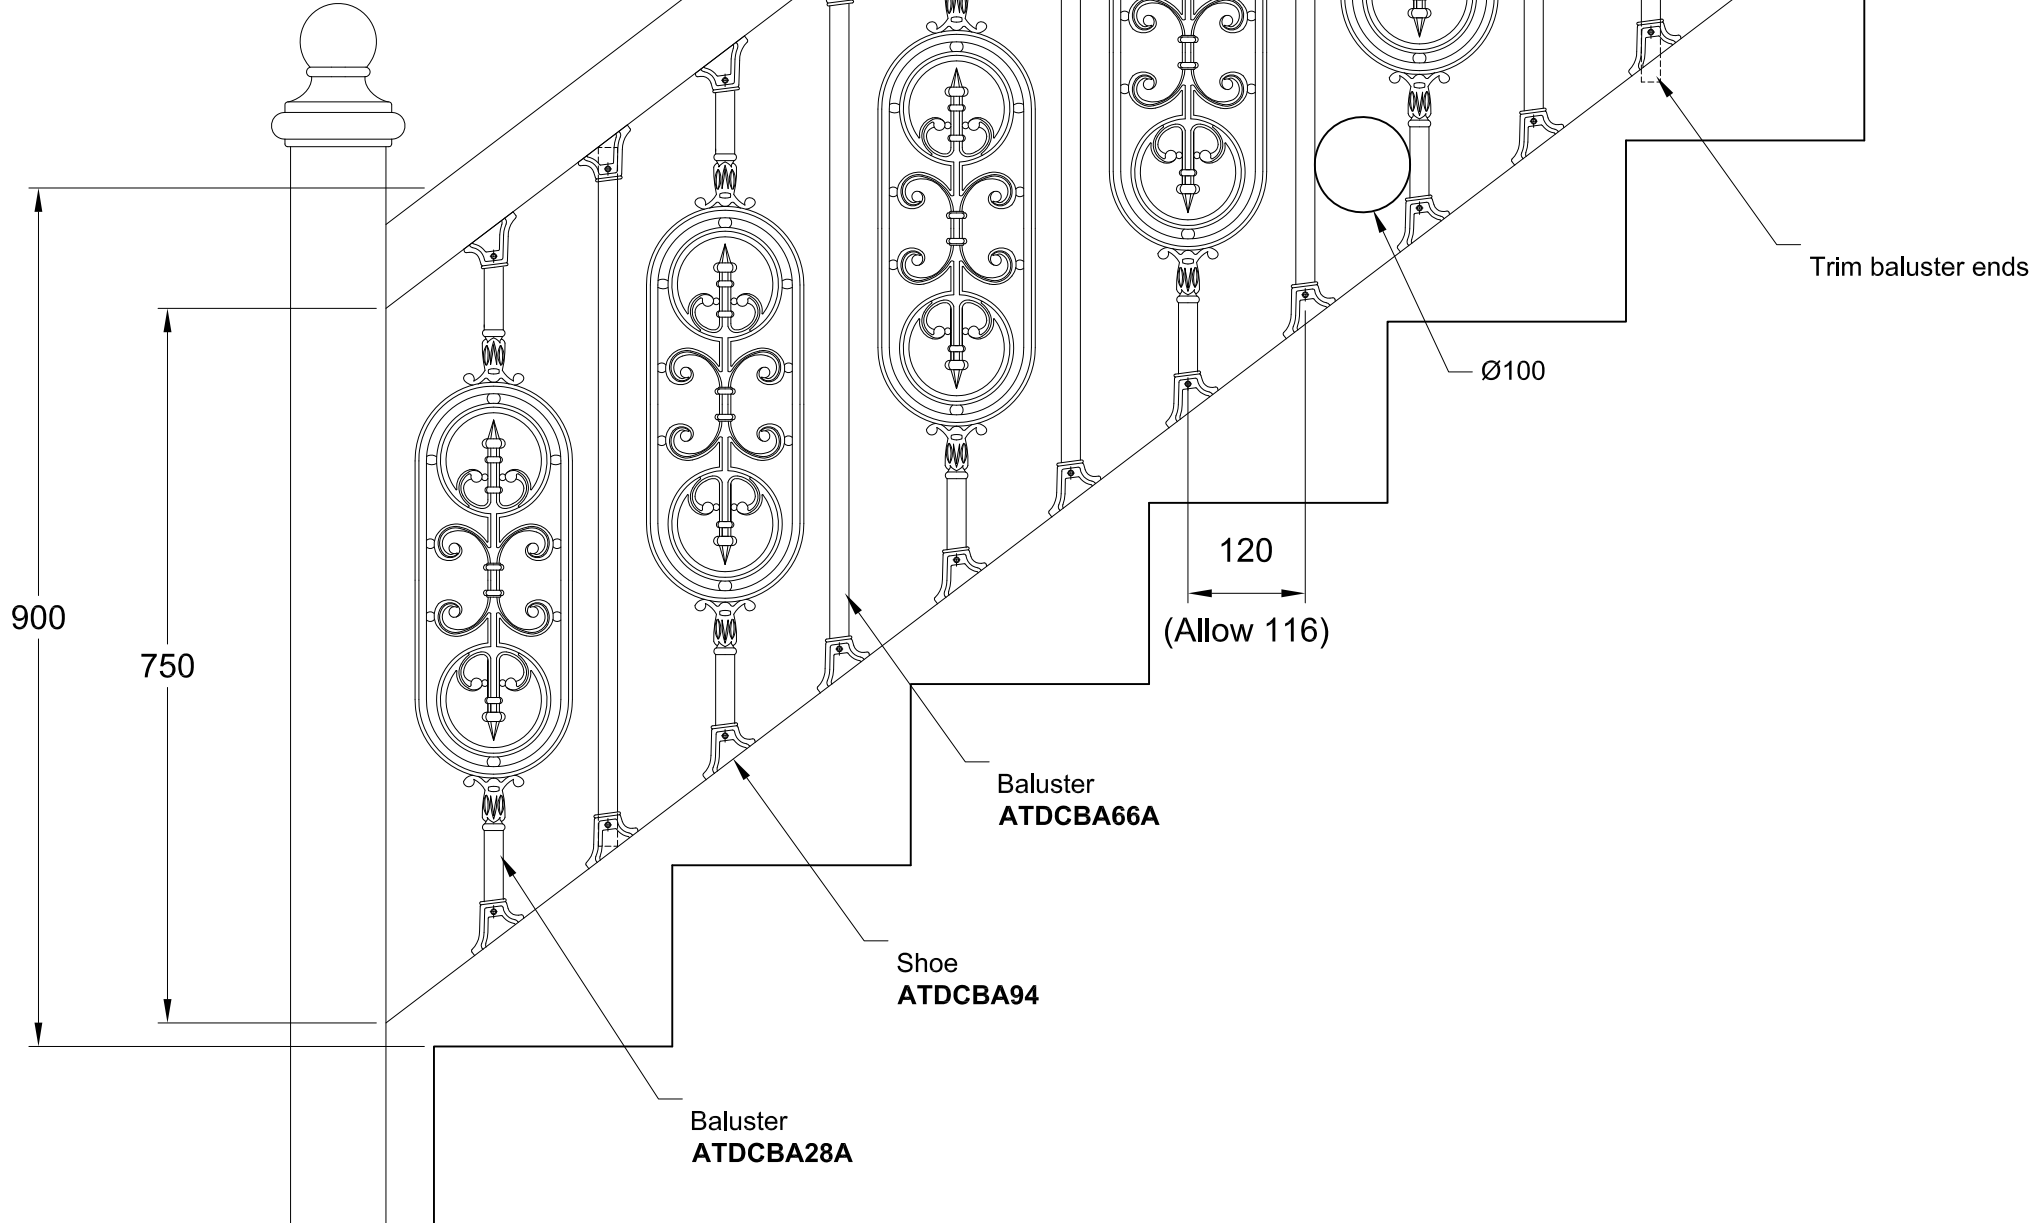 Trim baluster ends
Ø100
120
(Allow 116)
900
750
Baluster
ATDCBA66A
Shoe
ATDCBA94
Baluster
ATDCBA28A